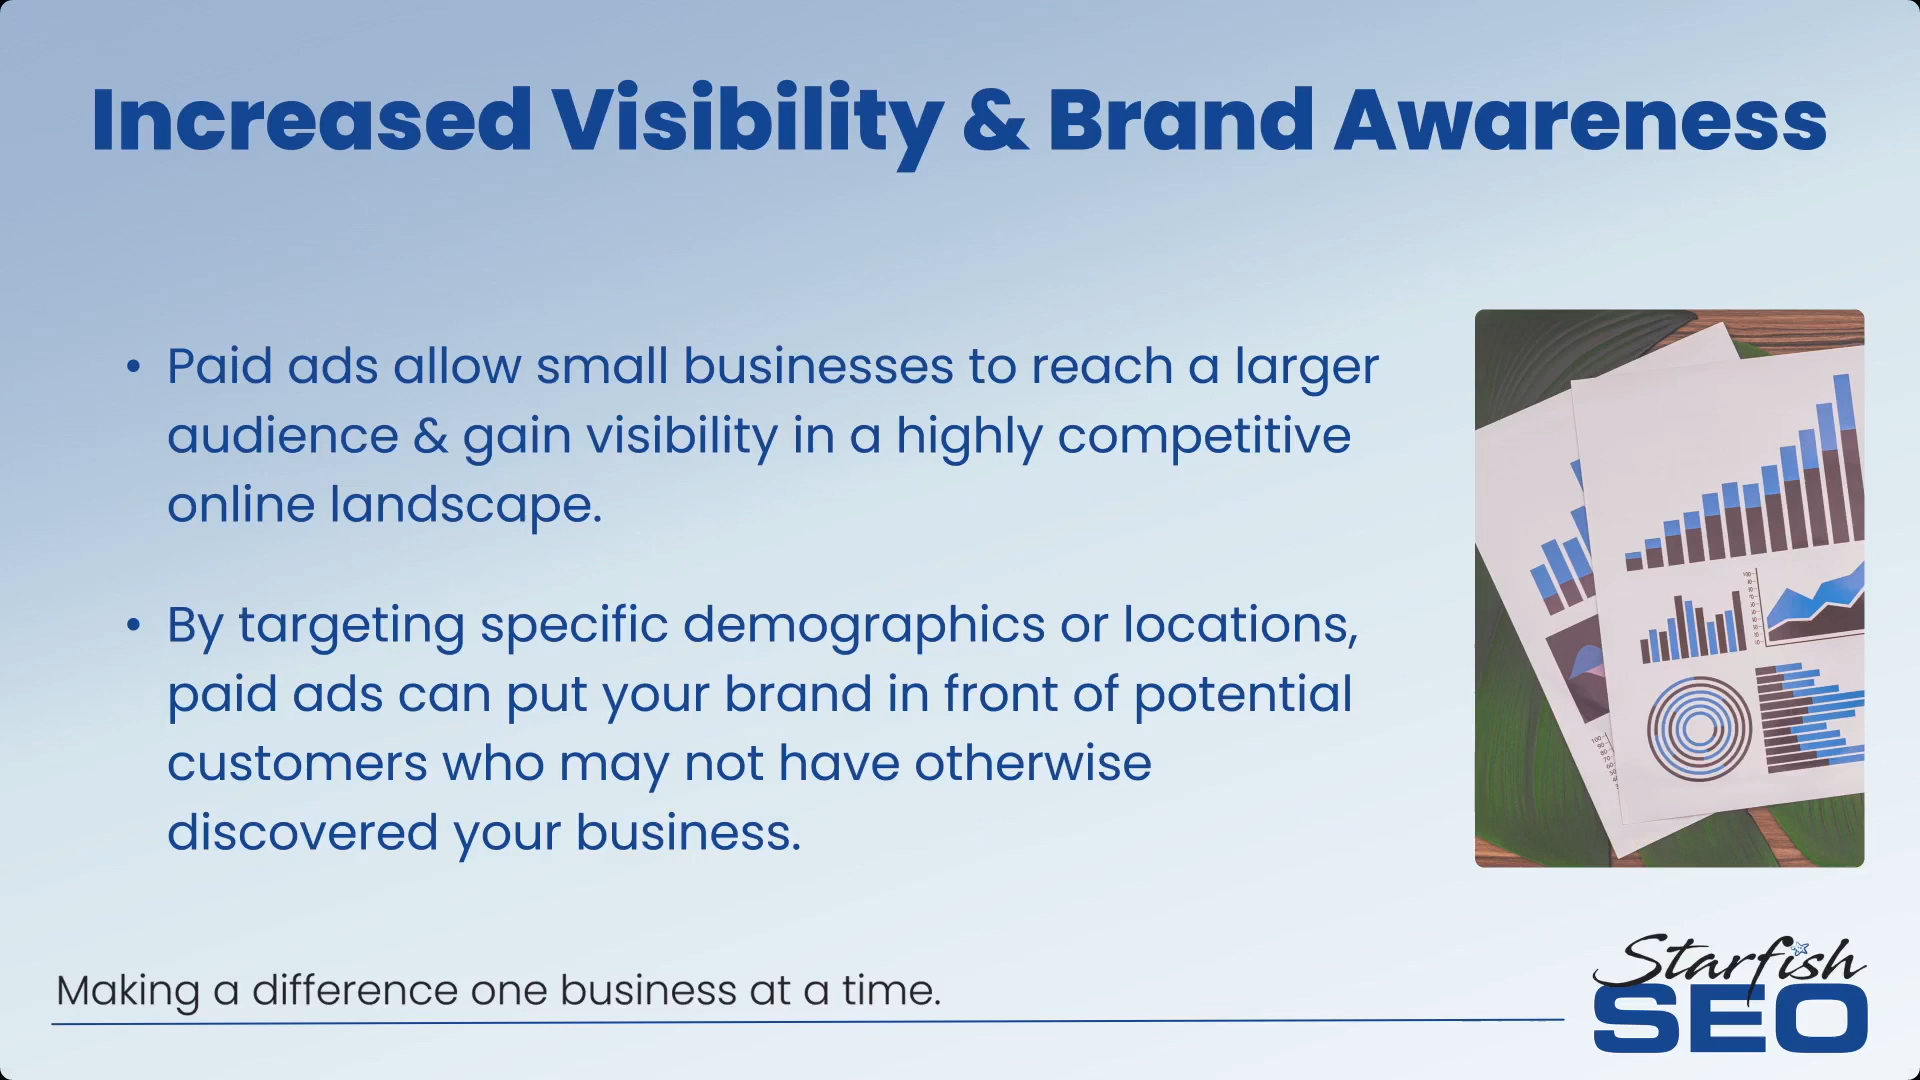 Increased Visibility & Brand Awareness
• Paid ads allow small businesses to reach a larger
audience & gain visibility in a highly competitive
online landscape.
• By targeting specific demographics or locations,
paid ads can put your brand in front of potential
customers who may not have otherwise
discovered your business.
Making a difference one business at a time.
Starfish
SEO